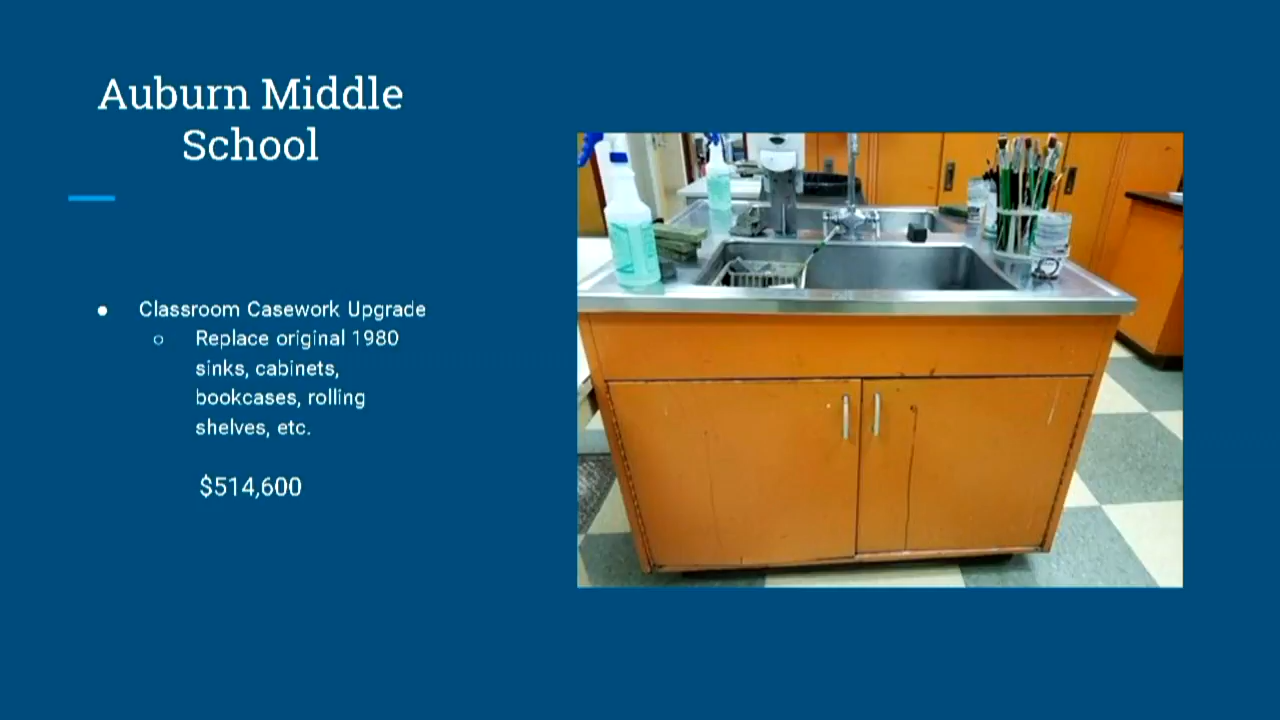 Auburn Middle
School
● Classroom Casework Upgrade
○ Replace original 1980
sinks, cabinets,
bookcases, rolling
shelves, etc.
$514,600